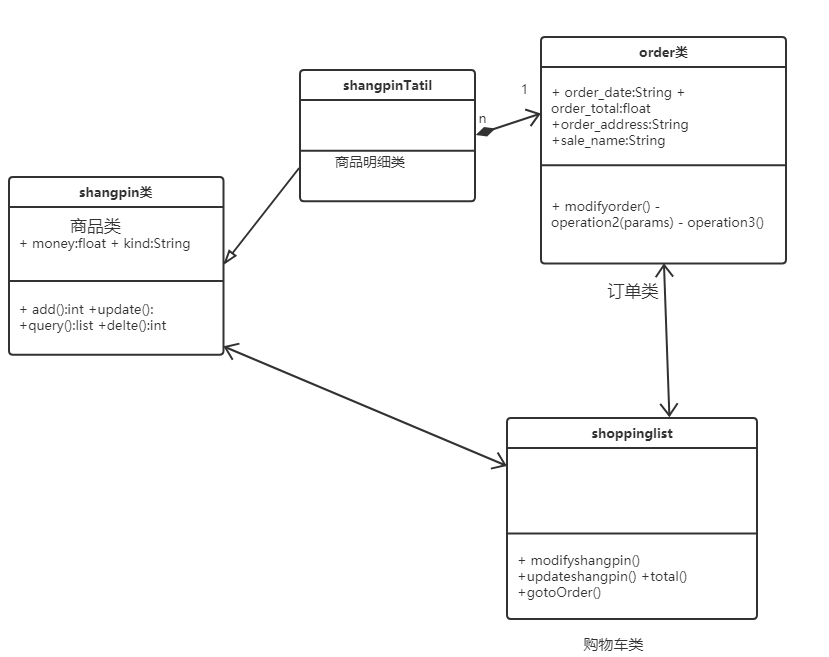 order类
+ order_date:String +
order_total:float
+order_address:String
+sale_name:String
+ modifyorder() -
operation2(params) - operation3()
订单类
shangpinTatil
商品明细类
n
1
shangpin类
商品类
+ money:float + kind:String
+ add():int +update():
+query():list +delte():int
shoppinglist
+ modifyshangpin()
+updateshangpin() +total()
+gotoOrder()
购物车类